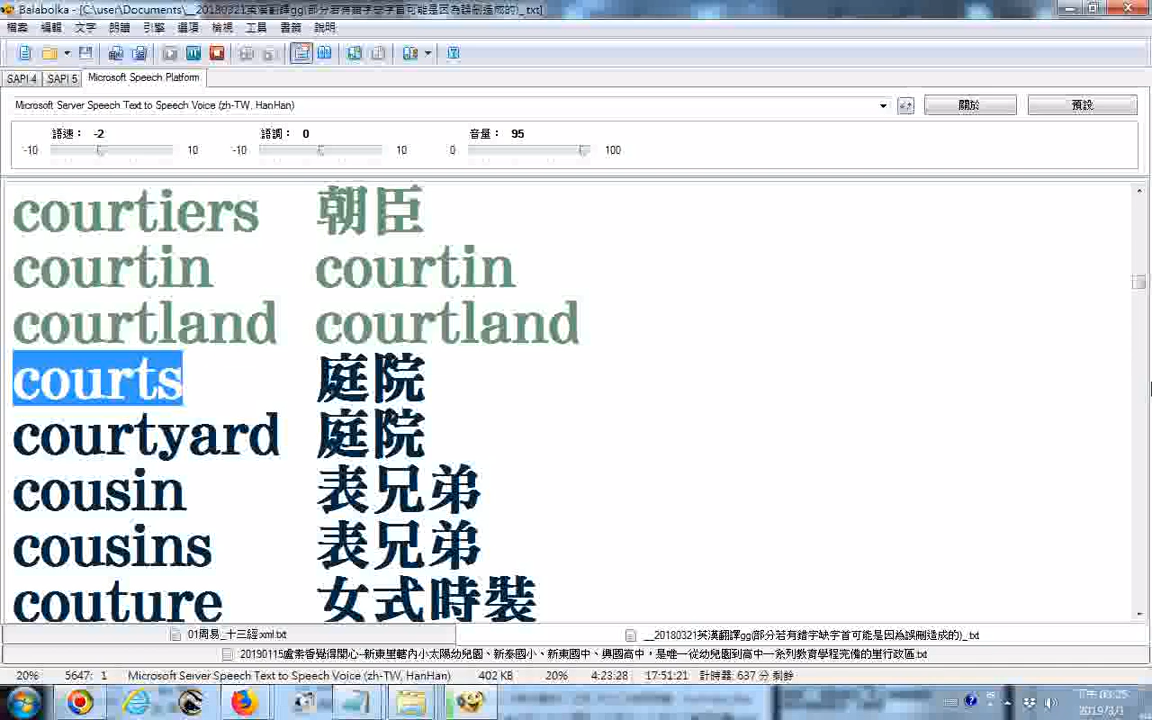 Balabolka - [C:\user\Documents\__20180321英漢翻譯gg(部分若有錯字缺字首可能是因為誤刪造成的)_txt]
檔案 編輯 文字 朗讀 引擎 選項 檢視 工具 書籤 說明
SAPI 4 SAPI 5 Microsoft Speech Platform
Microsoft Server Speech Text to Speech Voice (zh-TW, HanHan) 關於 預設
語速： -2 語調： 0 音量： 95
-10 10 -10 10 0 100
courtiers 朝臣
courtin courtin
courtland courtland
courts 庭院
courtyard 庭院
cousin 表兄弟
cousins 表兄弟
couture 女式時裝
01周易_十三經.xml.txt __20180321英漢翻譯gg(部分若有錯字缺字首可能是因為誤刪造成的)_.txt
20190115盧素香覺得開心-新東里轄內小太陽幼兒園、新泰國小、新東國中、興國高中，是唯一從幼兒園到高中一系列教育學程完備的里行政區.txt
20% 5647: 1 Microsoft Server Speech Text to Speech Voice (zh-TW, HanHan) 402 KB 20% 4:23:28 17:51:21 計時器: 637 分 剩餘
下午 03:25
2019/3/1